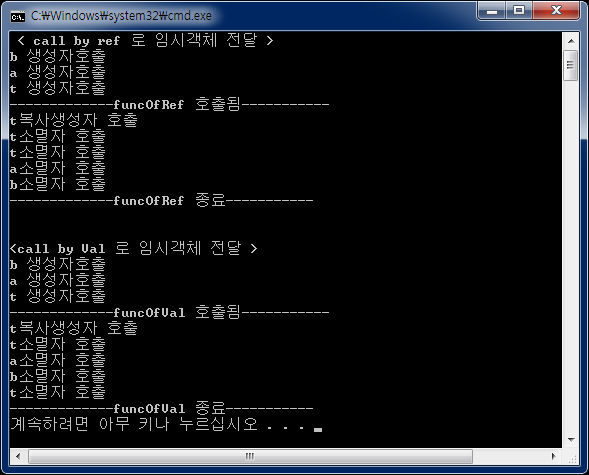 C:\Windows\system32\cmd.exe
< call by ref 로 임시객체 전달 >
b 생성자호출
a 생성자호출
t 생성자호출
-------------funcOfRef 호출됨-----------
t복사생성자 호출
t소멸자 호출
t소멸자 호출
a소멸자 호출
b소멸자 호출
-------------funcOfRef 종료-----------
<call by Val 로 임시객체 전달 >
b 생성자호출
a 생성자호출
t 생성자호출
-------------funcOfVal 호출됨-----------
t복사생성자 호출
t소멸자 호출
a소멸자 호출
b소멸자 호출
t소멸자 호출
-------------funcOfVal 종료-----------
계속하려면 아무 키나 누르십시오 . . .